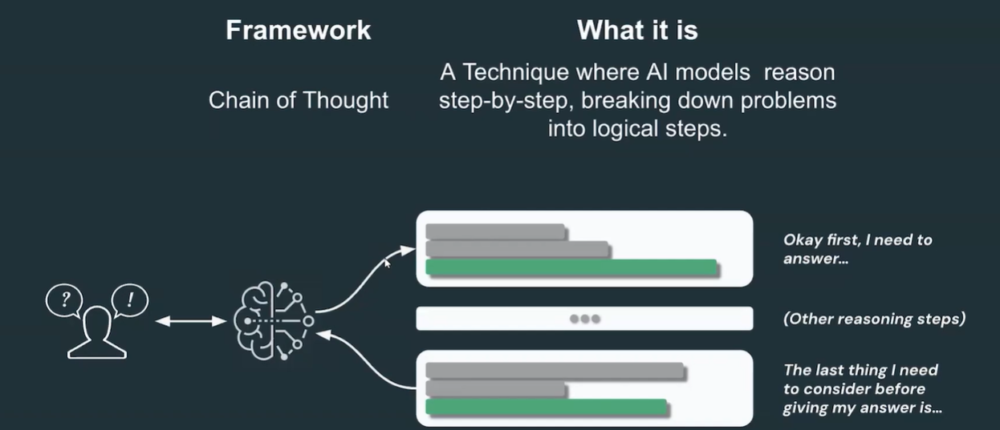 Framework
What it is
Chain of Thought
A Technique where AI models reason
step-by-step, breaking down problems
into logical steps.
? !
Okay first, I need to
answer...
(Other reasoning steps)
The last thing I need
to consider before
giving my answer is...